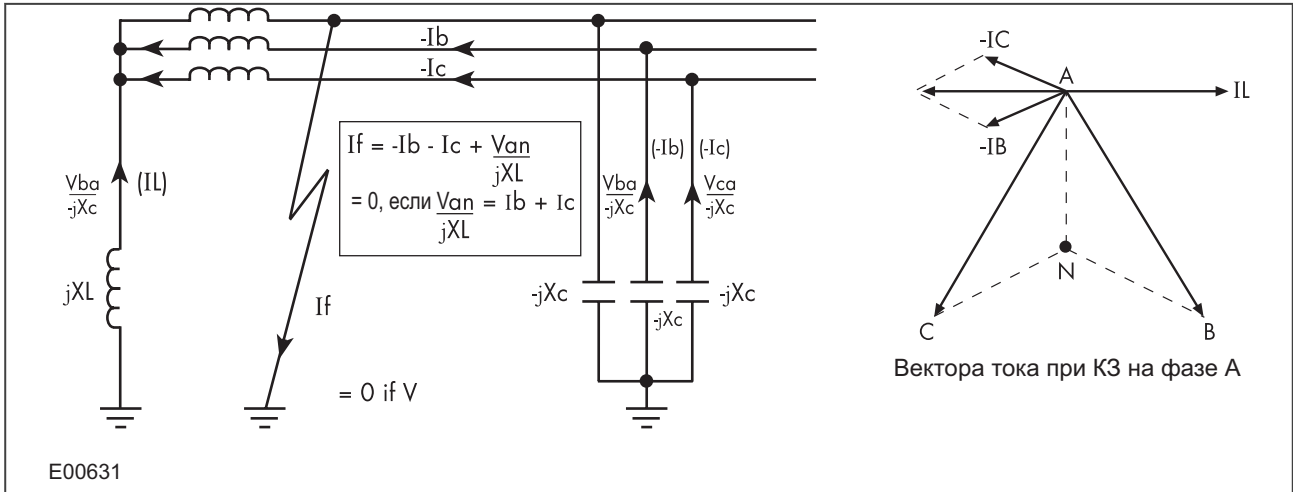 -Ib
-Ic
If = -Ib - Ic + Van
jXL
= 0, если Van = Ib + Ic
jXL
Vba
-jXc
(IL)
jXL
If
= 0 if V
(-Ib)
(-Ic)
Vba
-jXc
Vca
-jXc
-jXc
-jXc
-jXc
-IC
A
IL
-IB
N
C
B
Вектора тока при КЗ на фазе А
E00631